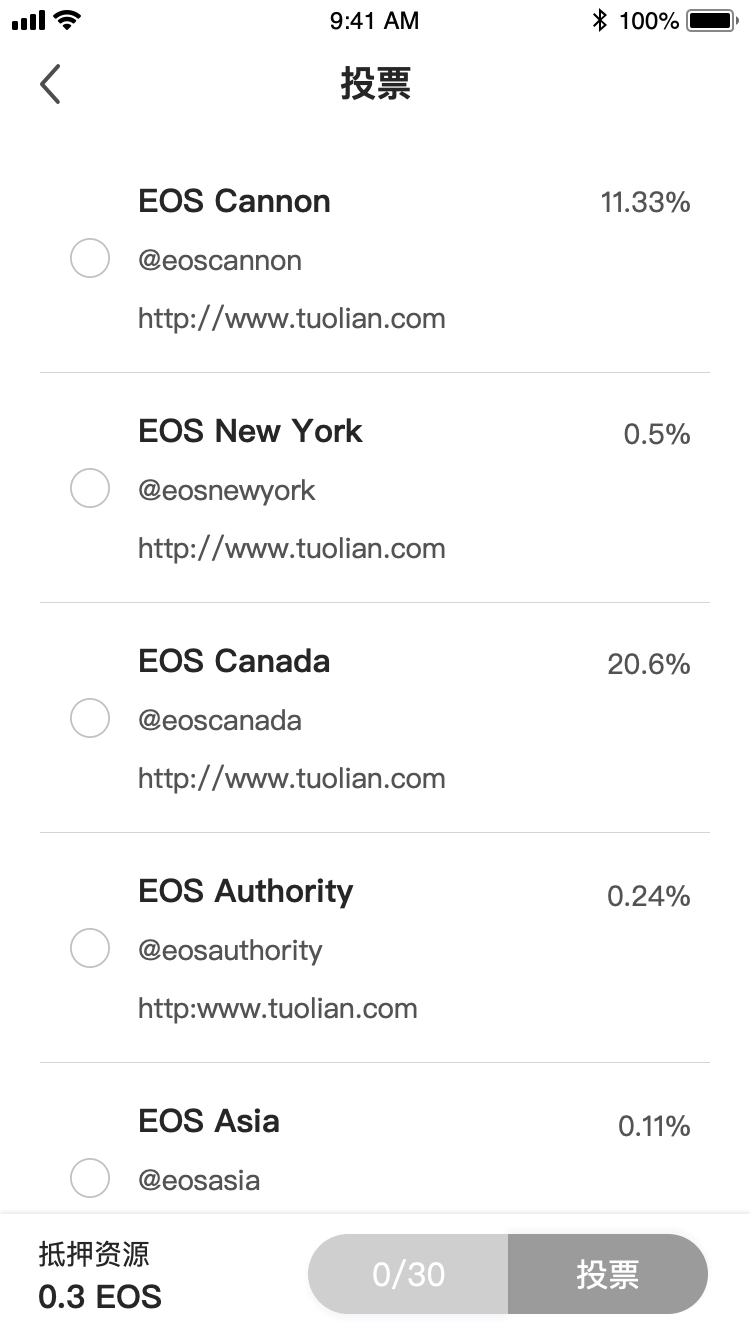 9:41 AM 100%
投票
EOS Cannon 11.33%
@eoscannon
http://www.tuolian.com
EOS New York 0.5%
@eosnewyork
http://www.tuolian.com
EOS Canada 20.6%
@eoscanada
http://www.tuolian.com
EOS Authority 0.24%
@eosauthority
http:www.tuolian.com
EOS Asia 0.11%
@eosasia
抵押资源
0.3 EOS
0/30 投票